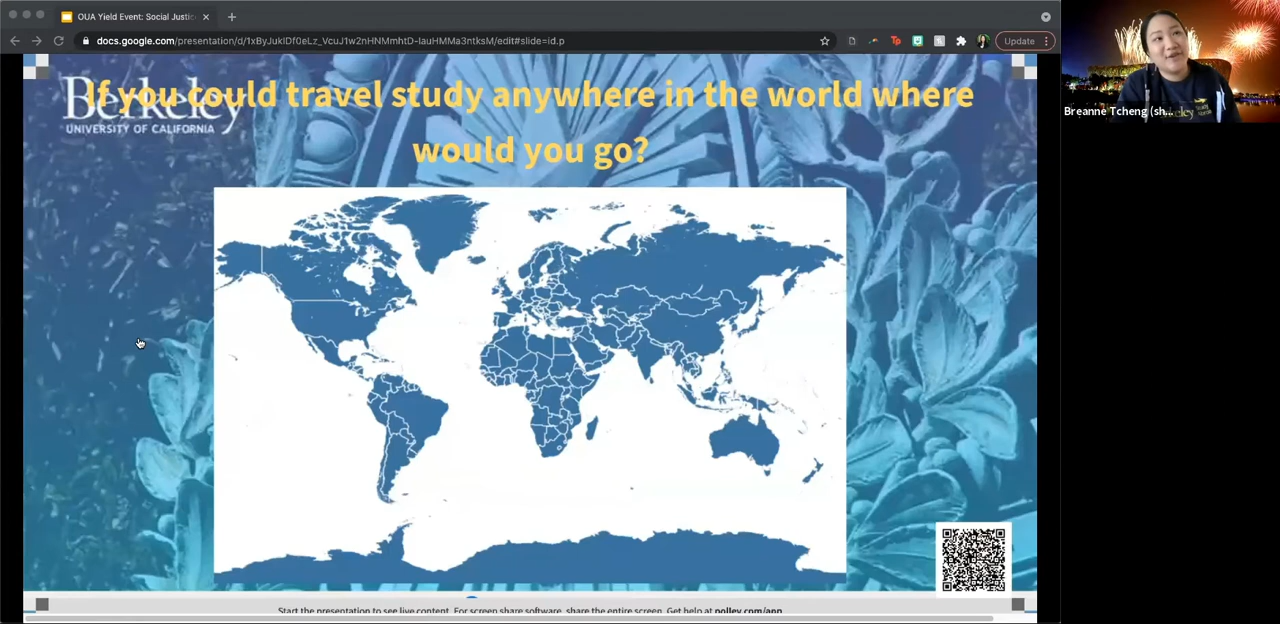 OUA Yield Event: Social Justic
docs.google.com/presentation/d/1xByJuklDf0eLz_VcuJ1w2nHNMmhtD-IauHMMa3ntksM/edit#slide=id.p
Update
Breanne Tcheng (sh...
Berkeley
UNIVERSITY OF CALIFORNIA
If you could travel study anywhere in the world where
would you go?
Start the presentation to see live content. For screen share software, share the entire screen. Get help at pollev.com/app